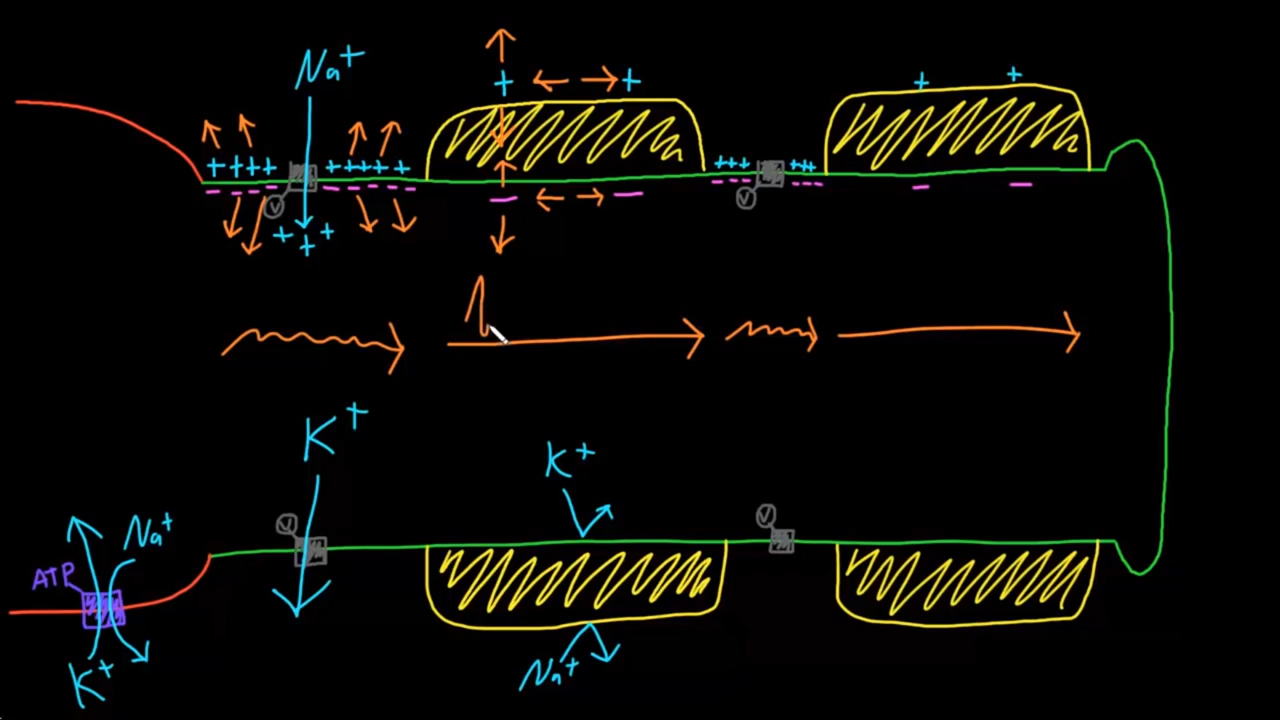 Na+
+ +
+ +
+ + + + + + + + + + + + + + +
- - - - - - - - - - - - - - -
V V
- - - -
+ + +
K+
K+
V V
Na+
ATP
K+
Na+